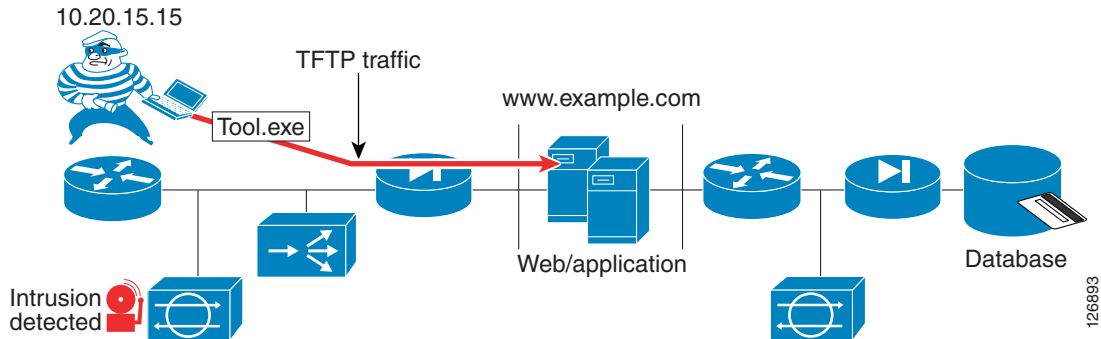 10.20.15.15
TFTP traffic
www.example.com
Tool.exe
Web/application
Database
Intrusion
detected
126893